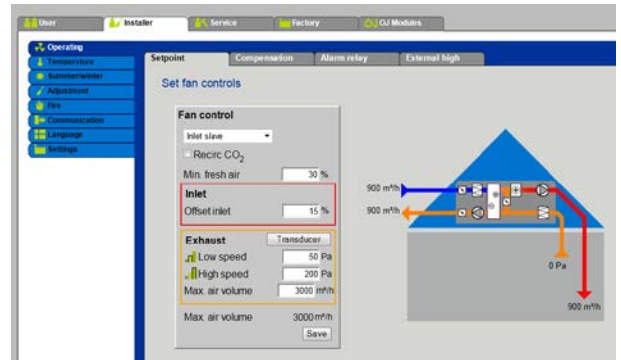 User Installer Service Factory OJ Modules
Operating
Temperature
Summer/winter
Adjustment
Fire
Communication
Language
Settings
Setpoint Compensation Alarm relay External high
Set fan controls
Fan control
Inlet slave
Recirc CO2
Min. fresh air 30 %
Inlet
Offset inlet 15 %
Exhaust Transducer
Low speed 50 Pa
High speed 200 Pa
Max. air volume 3000 m³/h
Max. air volume 3000 m³/h
Save
900 m³/h
900 m³/h
0 Pa
900 m³/h